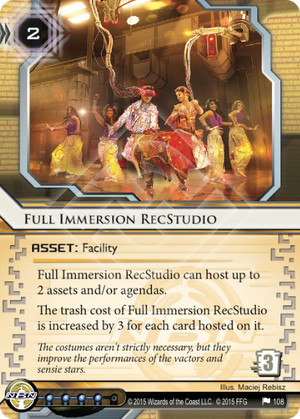 2
Full Immersion RecStudio
ASSET: Facility
Full Immersion RecStudio can host up to
2 assets and/or agendas.
The trash cost of Full Immersion RecStudio
is increased by 3 for each card hosted on it.
The costumes aren't strictly necessary, but they
improve the performances of the vactors and
sensie stars.
3
Illus. Maciej Rebisz
NBN
© 2015 Wizards of the Coast LLC. © 2015 FFG
108